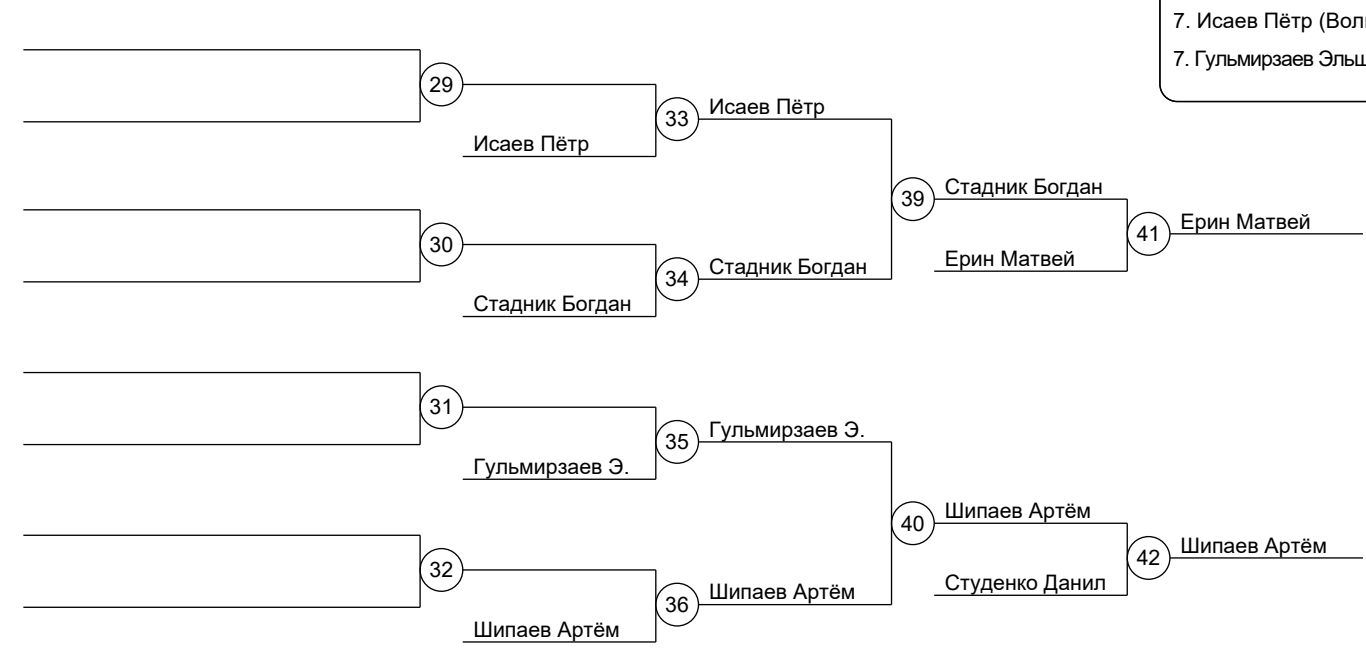 7. Исаев Пётр
7. Гульмирзаев
29
Исаев Пётр
33
Исаев Пётр
39
Стадник Богдан
41
Ерин Матвей
30
Стадник Богдан
34
Стадник Богдан
Ерин Матвей
31
Гульмирзаев Э.
35
Гульмирзаев Э.
40
Шипаев Артём
42
Шипаев Артём
32
Шипаев Артём
36
Шипаев Артём
Студенко Данил